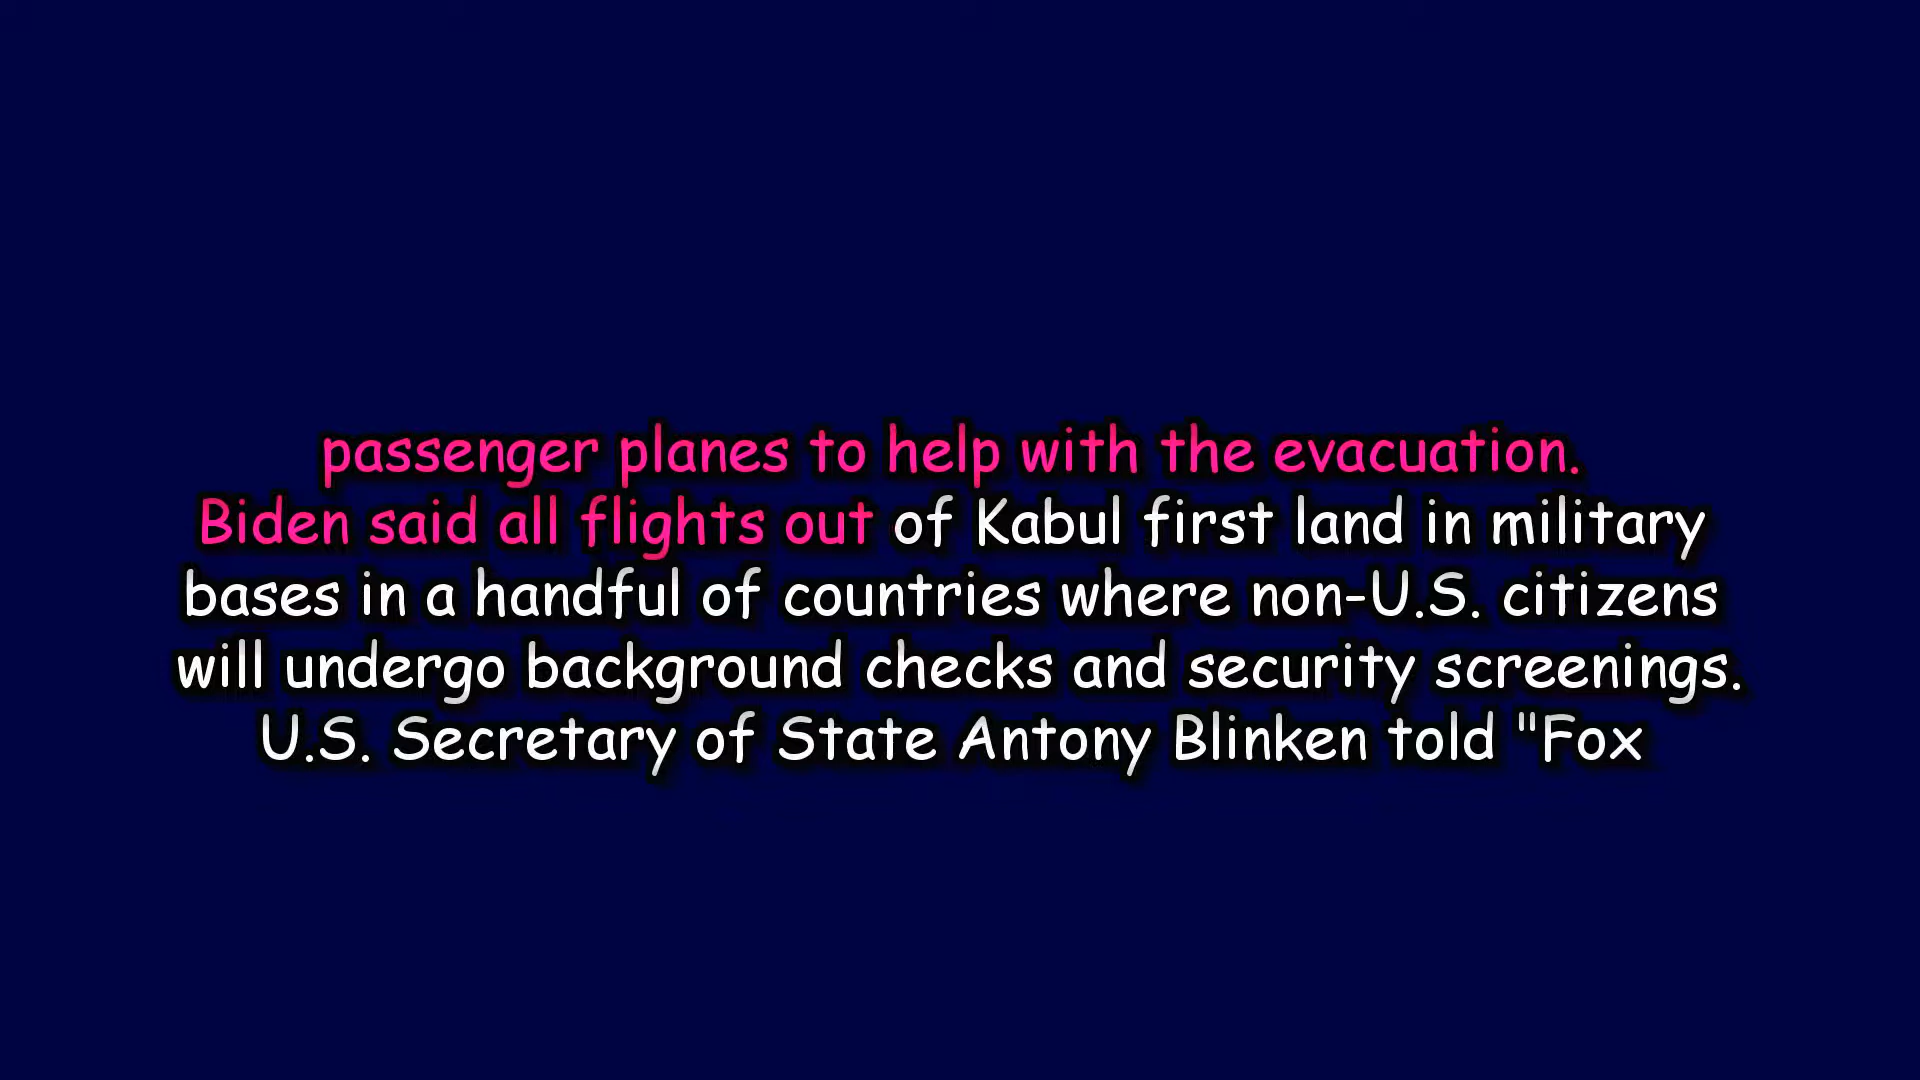 passenger planes to help with the evacuation.
Biden said all flights out of Kabul first land in military
bases in a handful of countries where non-U.S. citizens
will undergo background checks and security screenings.
U.S. Secretary of State Antony Blinken told "Fox